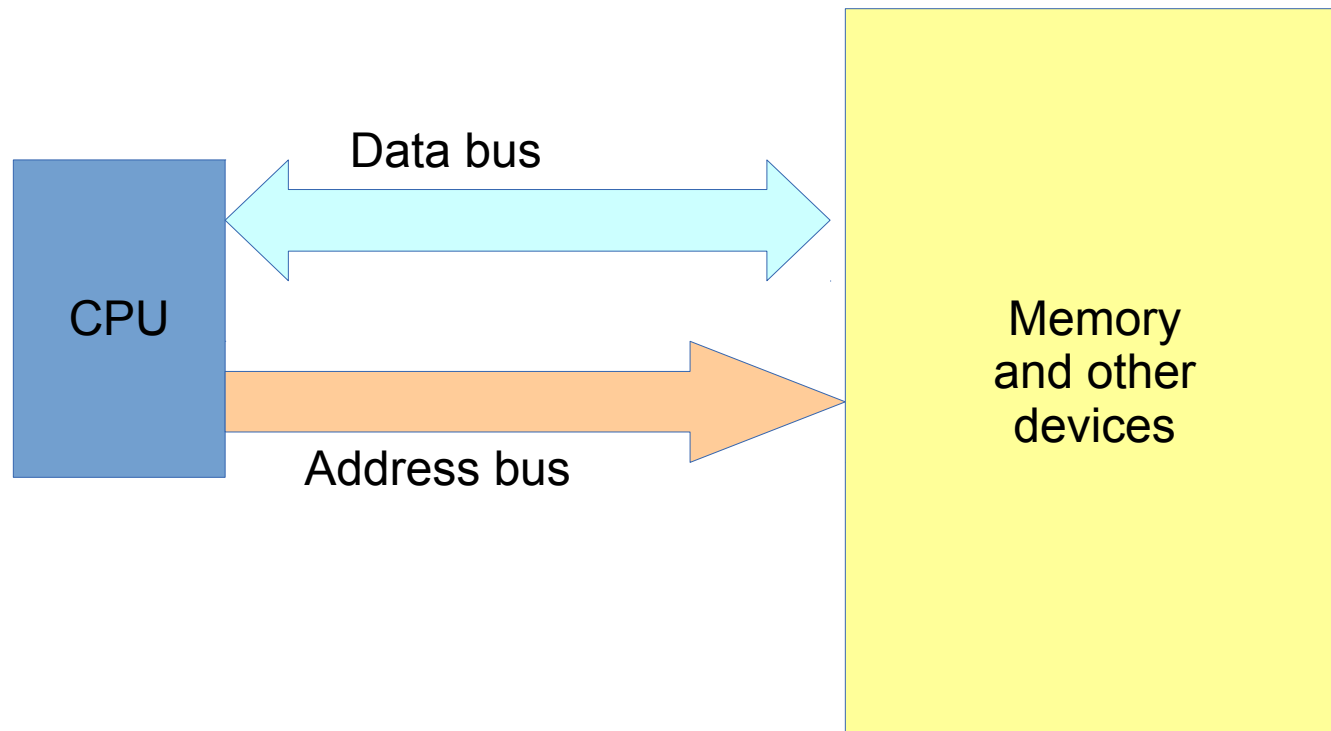 Data bus
CPU
Address bus
Memory
and other
devices